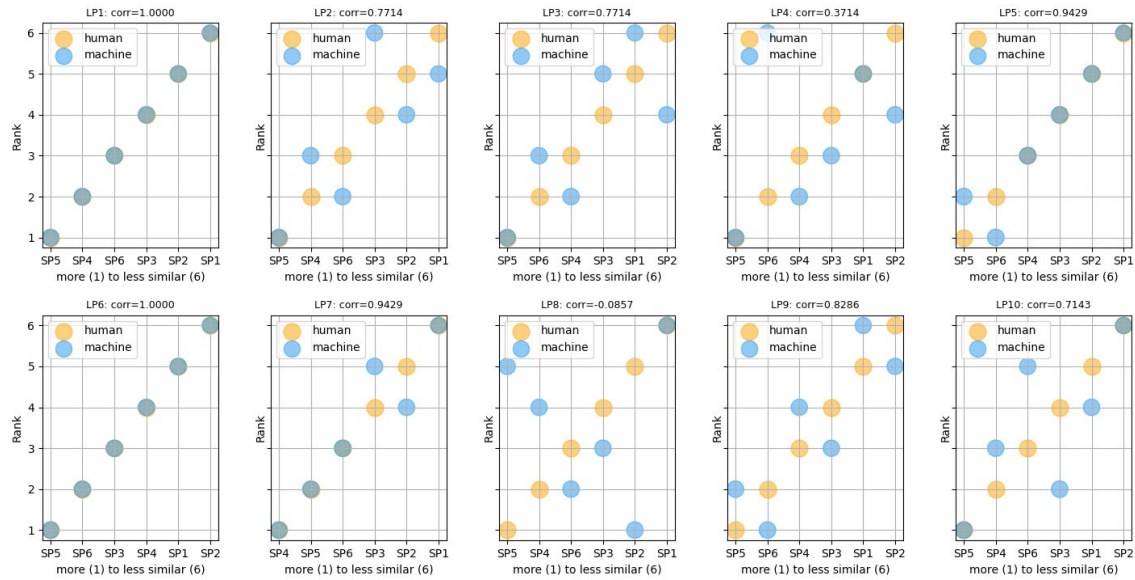 LP1: corr=1.0000
LP2: corr=0.7714
LP3: corr=0.7714
LP4: corr=0.3714
LP5: corr=0.9429
human
machine
human
machine
human
machine
human
machine
human
machine
Rank
Rank
Rank
Rank
Rank
6
5
4
3
2
1
SP5 SP4 SP6 SP3 SP2 SP1
SP5 SP4 SP6 SP3 SP2 SP1
SP5 SP6 SP4 SP3 SP1 SP2
SP5 SP6 SP4 SP3 SP1 SP2
SP5 SP6 SP4 SP3 SP2 SP1
more (1) to less similar (6)
more (1) to less similar (6)
more (1) to less similar (6)
more (1) to less similar (6)
more (1) to less similar (6)
LP6: corr=1.0000
LP7: corr=0.9429
LP8: corr=-0.0857
LP9: corr=0.8286
LP10: corr=0.7143
human
machine
human
machine
human
machine
human
machine
human
machine
Rank
Rank
Rank
Rank
Rank
6
5
4
3
2
1
SP5 SP6 SP3 SP4 SP1 SP2
SP4 SP5 SP6 SP3 SP2 SP1
SP5 SP4 SP6 SP3 SP2 SP1
SP5 SP6 SP4 SP3 SP1 SP2
SP5 SP4 SP6 SP3 SP1 SP2
more (1) to less similar (6)
more (1) to less similar (6)
more (1) to less similar (6)
more (1) to less similar (6)
more (1) to less similar (6)